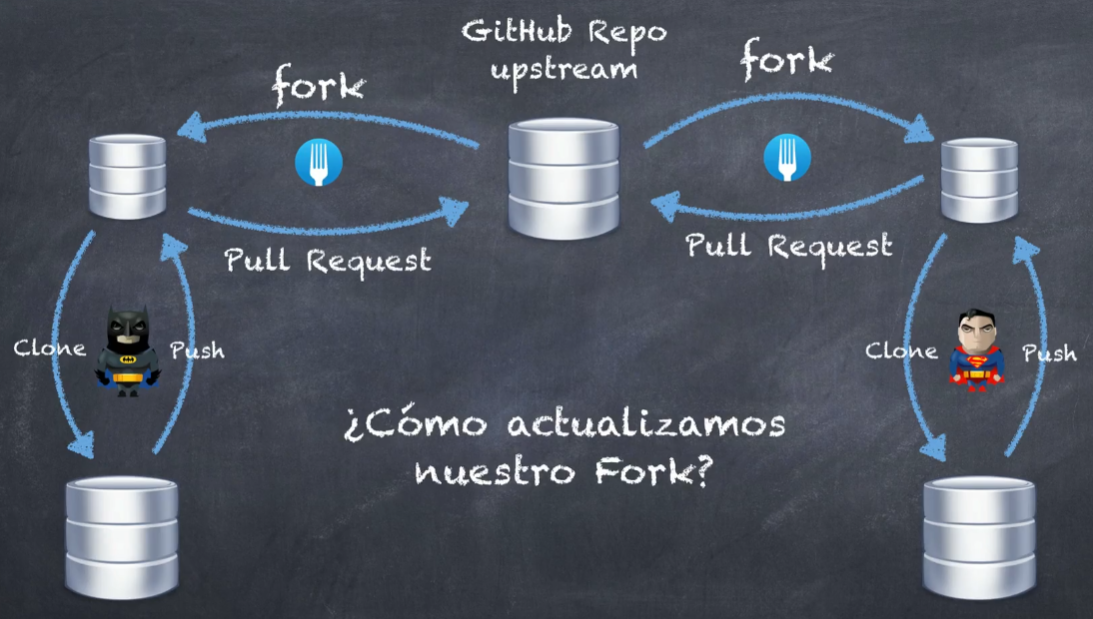 GitHub Repo
upstream
fork
fork
Pull Request
Pull Request
Clone
Push
Clone
Push
¿Cómo actualizamos
nuestro Fork?